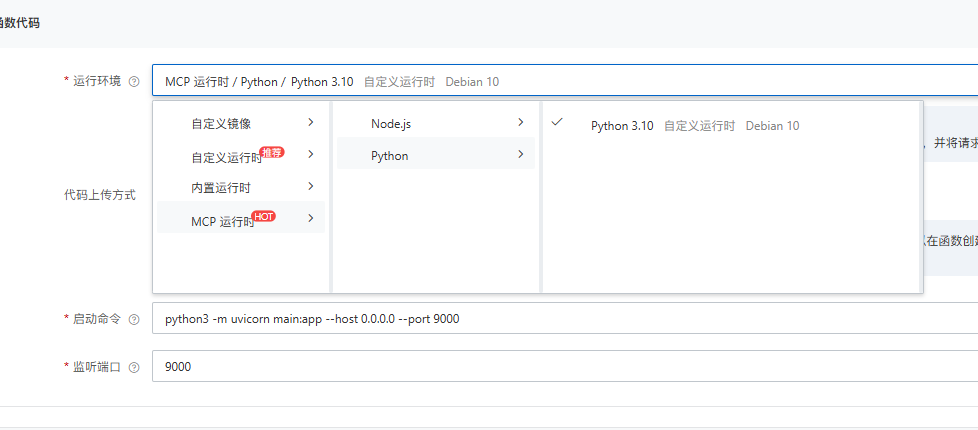 函数代码
* 运行环境
MCP 运行时 / Python / Python 3.10 自定义运行时 Debian 10
自定义镜像
自定义运行时 推荐
内置运行时
MCP 运行时 HOT
Node.js
Python
Python 3.10 自定义运行时 Debian 10
，并将请求
代码上传方式
在函数创建
* 启动命令
python3 -m uvicorn main:app --host 0.0.0.0 --port 9000
* 监听端口
9000